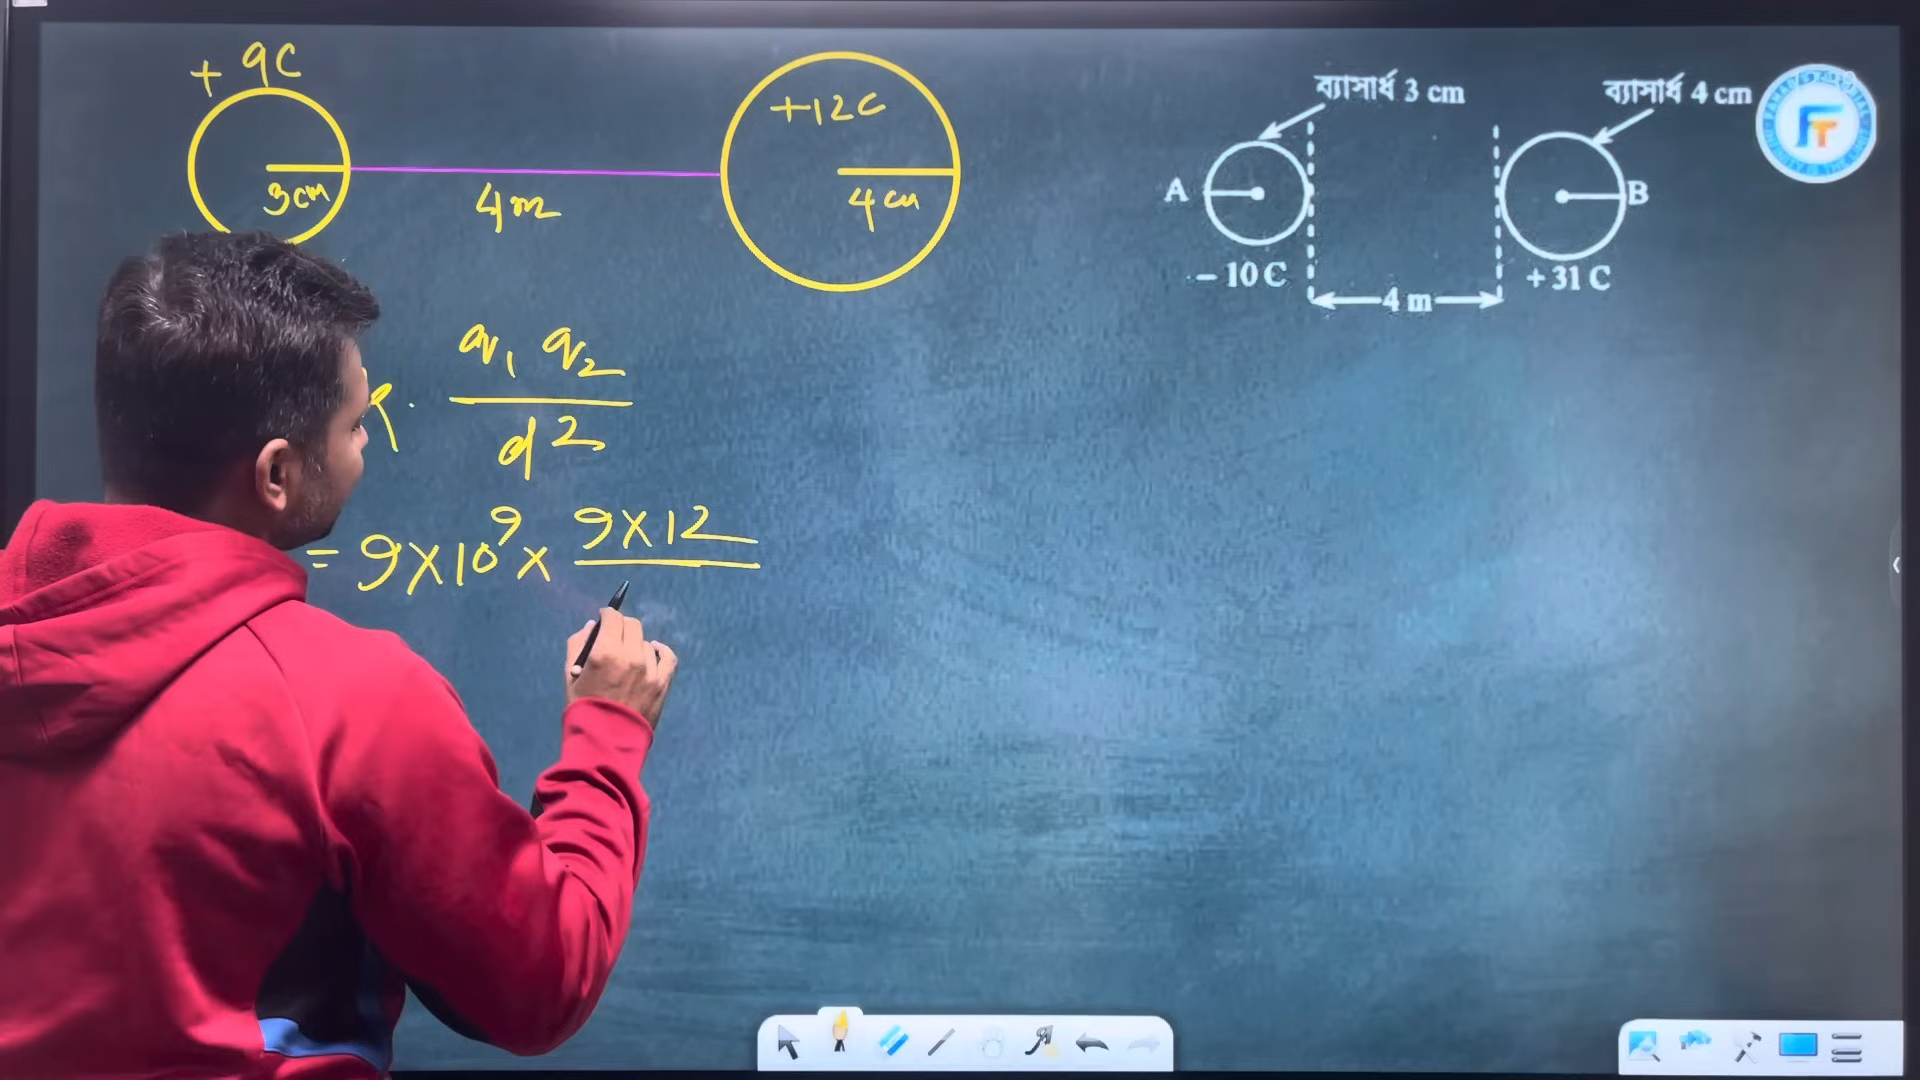 + 9C
+12C
3cm
4m
4cm
q₁ q₂
d²
= 9×10⁹× 9×12
ব্যাসার্ধ 3 cm
ব্যাসার্ধ 4 cm
A
B
– 10 C
+ 31 C
4 m
FT